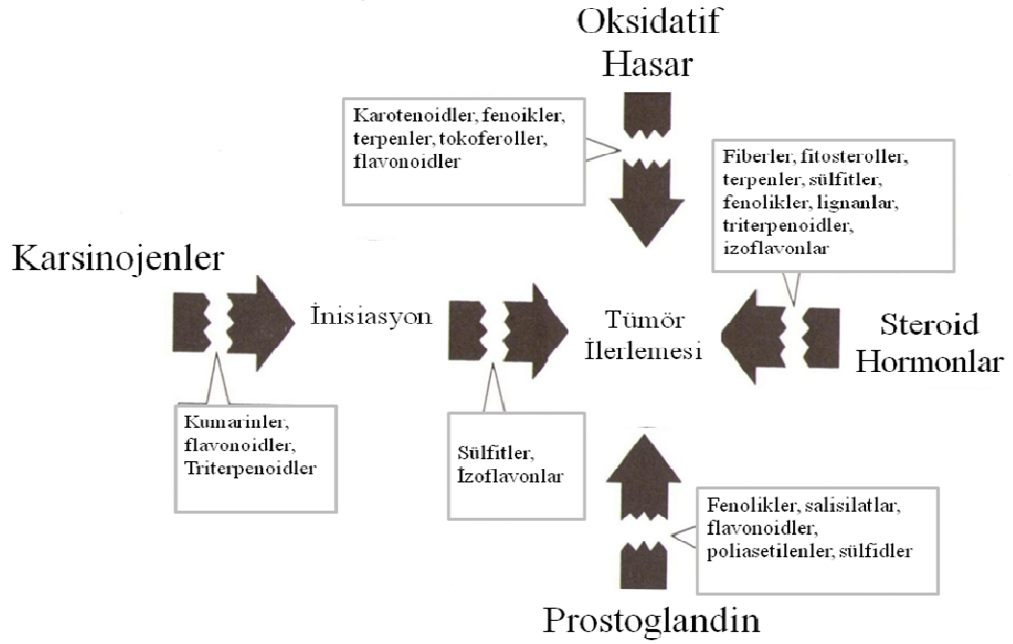 Oksidatif
Hasar
Karotenoidler, fenoikler,
terpenler, tokoferoller,
flavonoidler
Fiberler, fitosteroller,
terpenler, sülfitler,
fenolikler, lignanlar,
triterpenoidler,
izoflavonlar
Karsinojenler
İnisiasyon
Tümör
İlerlemesi
Steroid
Hormonlar
Kumarinler,
flavonoidler,
Triterpenoidler
Sülfitler,
İzoflavonlar
Fenolikler, salisilatlar,
flavonoidler,
poliasetilenler, sülfidler
Prostoglandin